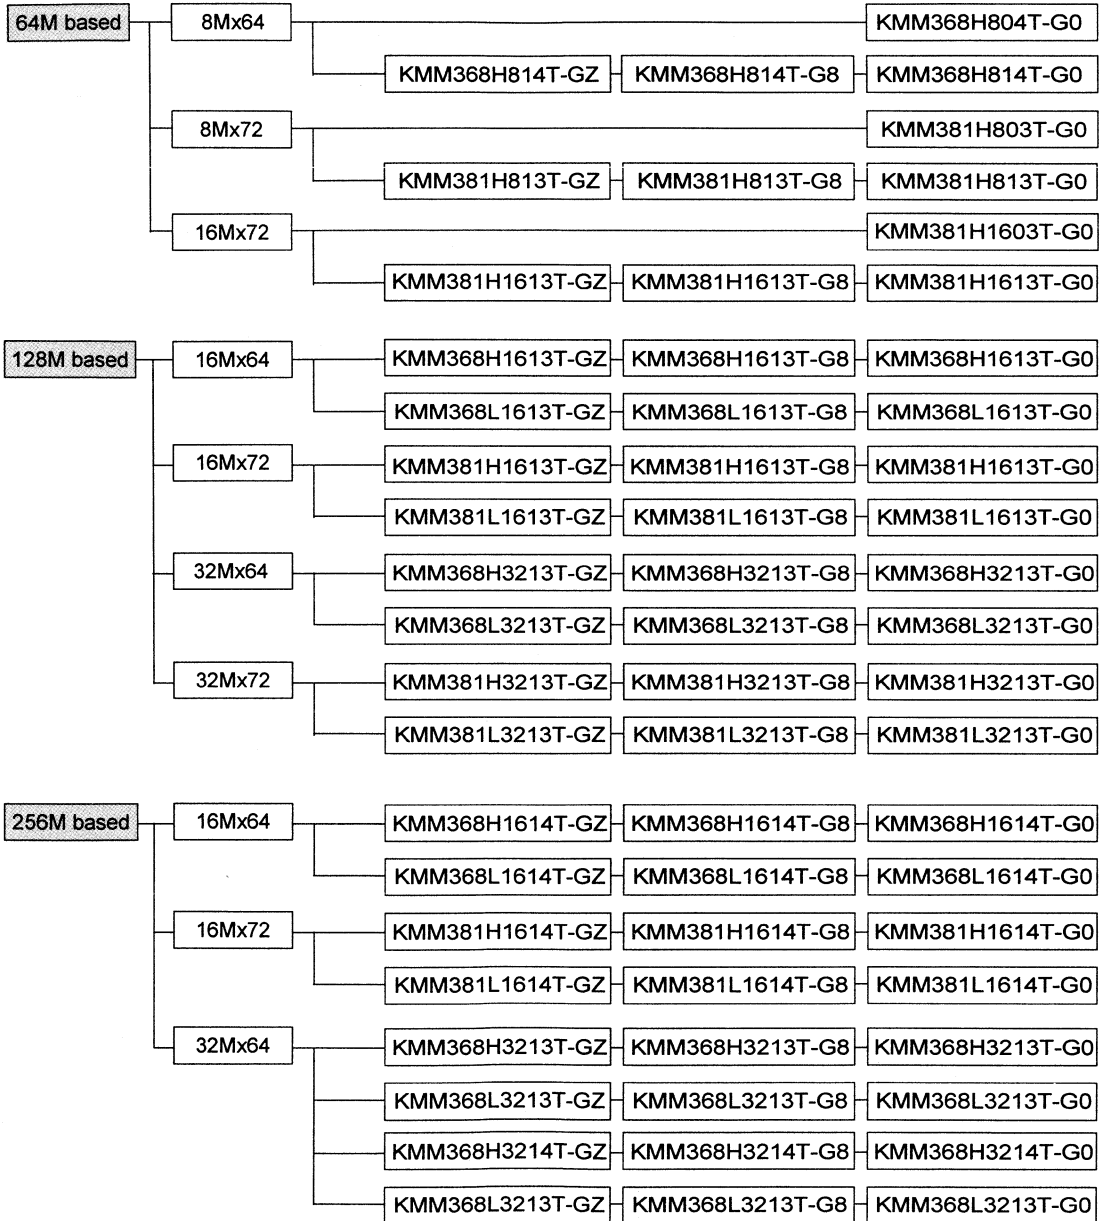 64M based 8Mx64 KMM368H804T-G0
KMM368H814T-GZ KMM368H814T-G8 KMM368H814T-G0
8Mx72 KMM381H803T-G0
KMM381H813T-GZ KMM381H813T-G8 KMM381H813T-G0
16Mx72 KMM381H1603T-G0
KMM381H1613T-GZ KMM381H1613T-G8 KMM381H1613T-G0
128M based 16Mx64 KMM368H1613T-GZ KMM368H1613T-G8 KMM368H1613T-G0
KMM368L1613T-GZ KMM368L1613T-G8 KMM368L1613T-G0
16Mx72 KMM381H1613T-GZ KMM381H1613T-G8 KMM381H1613T-G0
KMM381L1613T-GZ KMM381L1613T-G8 KMM381L1613T-G0
32Mx64 KMM368H3213T-GZ KMM368H3213T-G8 KMM368H3213T-G0
KMM368L3213T-GZ KMM368L3213T-G8 KMM368L3213T-G0
32Mx72 KMM381H3213T-GZ KMM381H3213T-G8 KMM381H3213T-G0
KMM381L3213T-GZ KMM381L3213T-G8 KMM381L3213T-G0
256M based 16Mx64 KMM368H1614T-GZ KMM368H1614T-G8 KMM368H1614T-G0
KMM368L1614T-GZ KMM368L1614T-G8 KMM368L1614T-G0
16Mx72 KMM381H1614T-GZ KMM381H1614T-G8 KMM381H1614T-G0
KMM381L1614T-GZ KMM381L1614T-G8 KMM381L1614T-G0
32Mx64 KMM368H3213T-GZ KMM368H3213T-G8 KMM368H3213T-G0
KMM368L3213T-GZ KMM368L3213T-G8 KMM368L3213T-G0
KMM368H3214T-GZ KMM368H3214T-G8 KMM368H3214T-G0
KMM368L3213T-GZ KMM368L3213T-G8 KMM368L3213T-G0